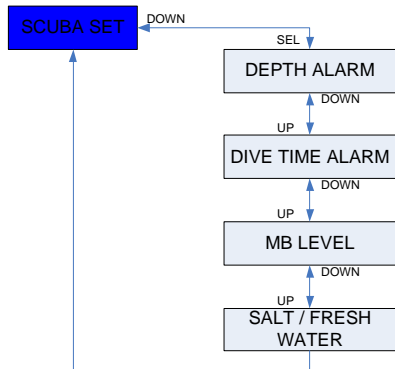 SCUBA SET
DOWN
SEL
DEPTH ALARM
DOWN
UP
DIVE TIME ALARM
DOWN
UP
MB LEVEL
DOWN
UP
SALT / FRESH
WATER